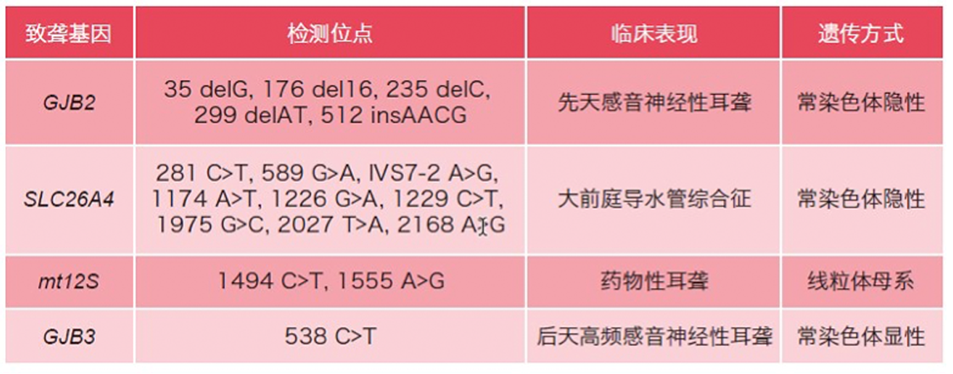 致聋基因 检测位点 临床表现 遗传方式
GJB2 35 delG, 176 del16, 235 delC, 299 delAT, 512 insAACG 先天感音神经性耳聋 常染色体隐性
SLC26A4 281 C>T, 589 G>A, IVS7-2 A>G, 1174 A>T, 1226 G>A, 1229 C>T, 1975 G>C, 2027 T>A, 2168 A>G 大前庭导水管综合征 常染色体隐性
mt12S 1494 C>T, 1555 A>G 药物性耳聋 线粒体母系
GJB3 538 C>T 后天高频感音神经性耳聋 常染色体显性